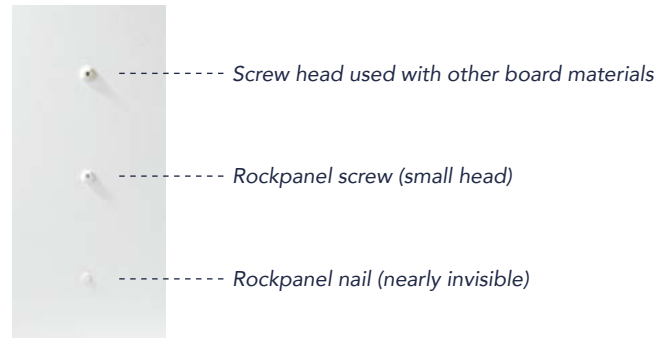 Screw head used with other board materials
Rockpanel screw (small head)
Rockpanel nail (nearly invisible)